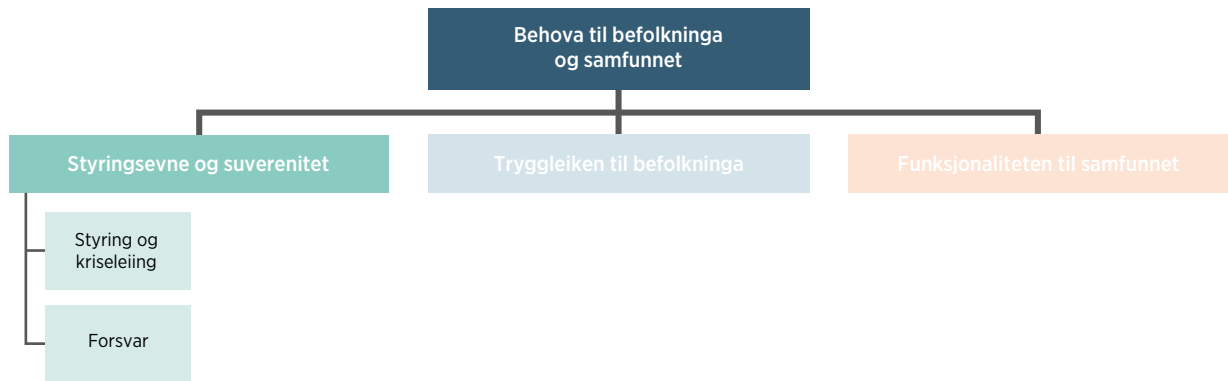 Behova til befolkninga
og samfunnet
Styringsevne og suverenitet
Tryggleiken til befolkninga
Funksjonaliteten til samfunnet
Styring og
kriseleiing
Forsvar